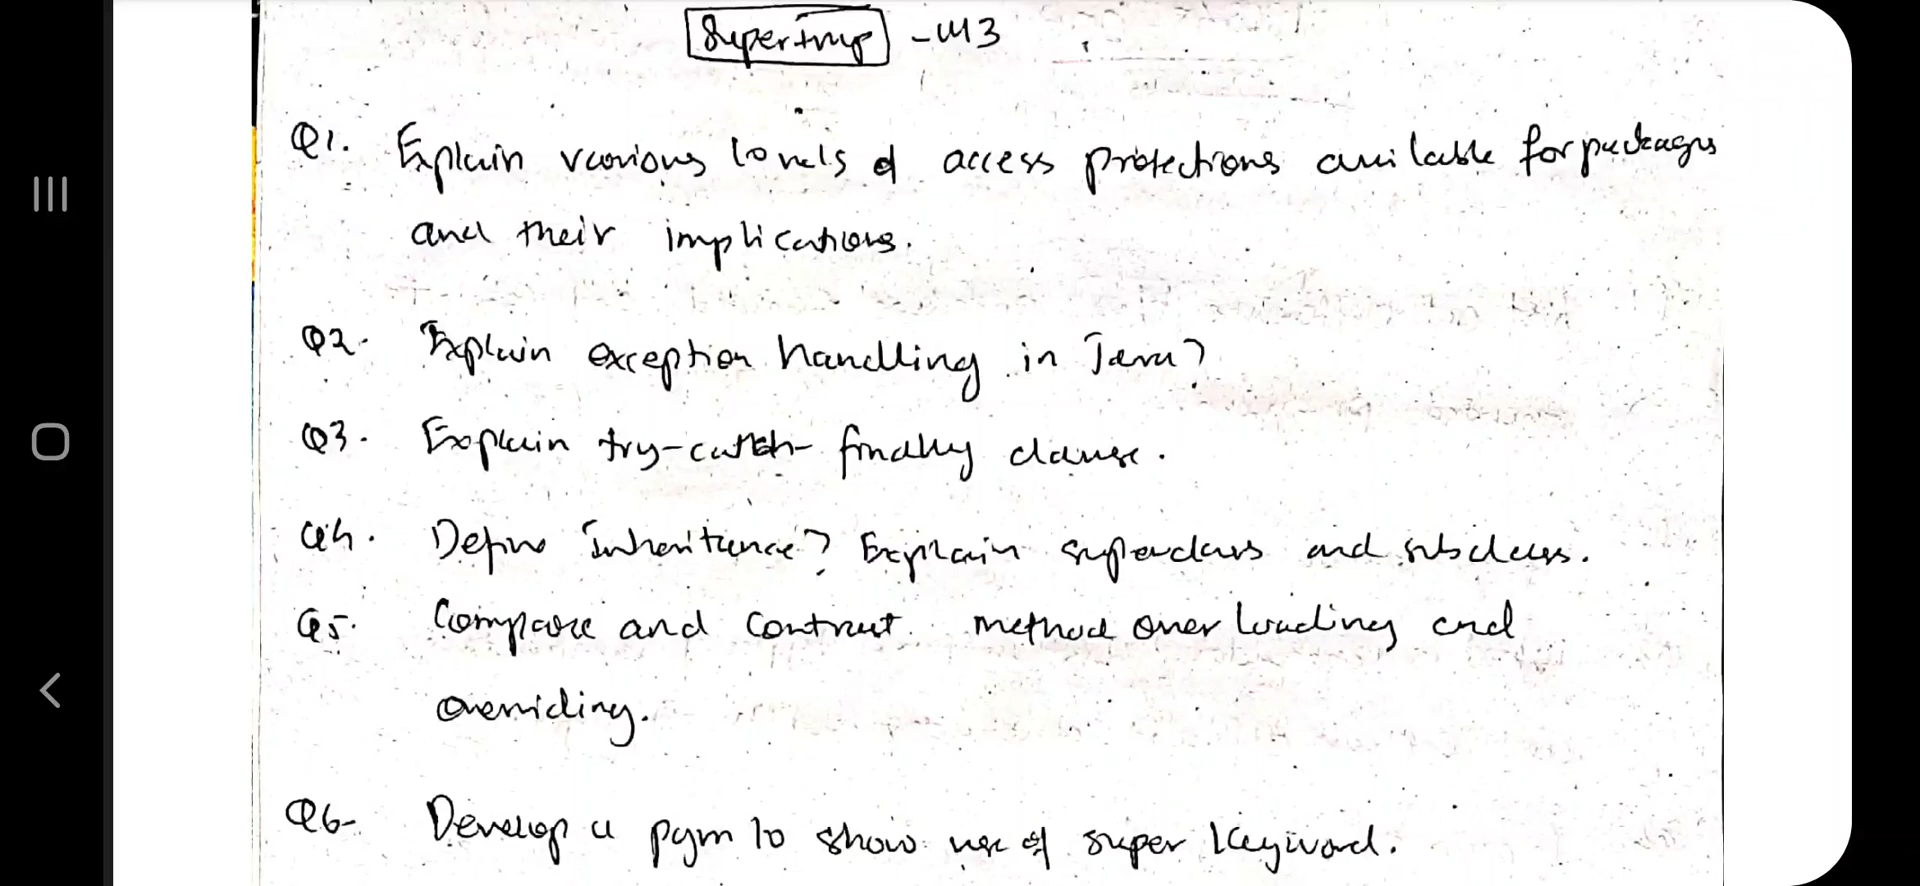 Superimp - M3
Q1. Explain various levels of access protections available for packages
and their implications.
Q2. Explain exception handling in Java?
Q3. Explain try-catch-finally clause.
Q4. Define Inheritance? Explain superclass and subclass.
Q5. Compare and contrast method overloading and
overriding.
Q6- Develop a pgm to show use of super keyword.